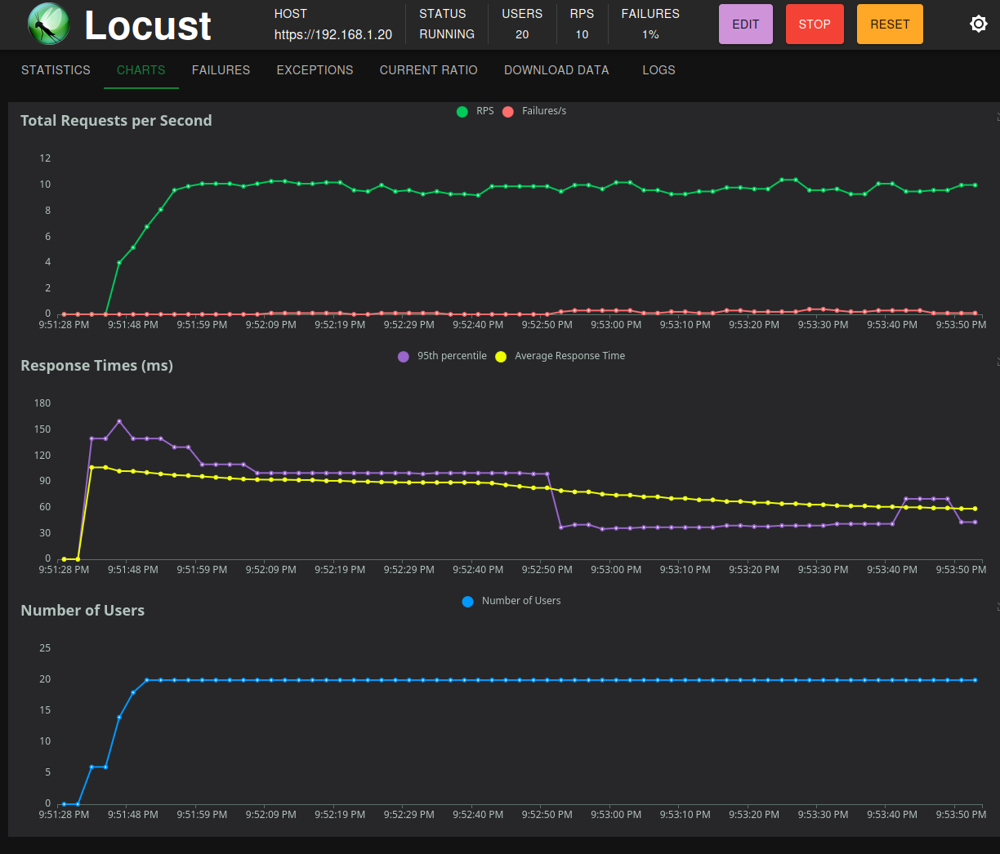 Locust
HOST
https://192.168.1.20
STATUS
RUNNING
USERS
20
RPS
10
FAILURES
1%
EDIT
STOP
RESET
STATISTICS CHARTS FAILURES EXCEPTIONS CURRENT RATIO DOWNLOAD DATA LOGS
Total Requests per Second
RPS Failures/s
12
10
8
6
4
2
0
9:51:28 PM 9:51:48 PM 9:51:59 PM 9:52:09 PM 9:52:19 PM 9:52:29 PM 9:52:40 PM 9:52:50 PM 9:53:00 PM 9:53:10 PM 9:53:20 PM 9:53:30 PM 9:53:40 PM 9:53:50 PM
Response Times (ms)
95th percentile Average Response Time
180
150
120
90
60
30
0
9:51:28 PM 9:51:48 PM 9:51:59 PM 9:52:09 PM 9:52:19 PM 9:52:29 PM 9:52:40 PM 9:52:50 PM 9:53:00 PM 9:53:10 PM 9:53:20 PM 9:53:30 PM 9:53:40 PM 9:53:50 PM
Number of Users
Number of Users
25
20
15
10
5
0
9:51:28 PM 9:51:48 PM 9:51:59 PM 9:52:09 PM 9:52:19 PM 9:52:29 PM 9:52:40 PM 9:52:50 PM 9:53:00 PM 9:53:10 PM 9:53:20 PM 9:53:30 PM 9:53:40 PM 9:53:50 PM